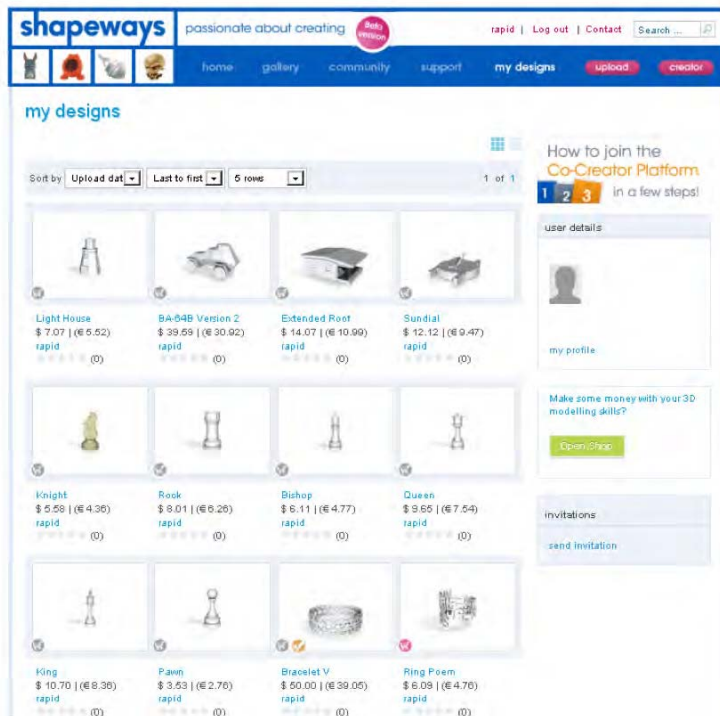 shapeways passionate about creating Beta version
rapid | Log out | Contact Search ...
home gallery community support my designs upload creator
my designs
Sort by Upload dat Last to first 5 rows 1 of 1
Light House BA-64B Version 2 Extended Roof Sundial
$ 7.07 | (€ 5.52) $ 39.59 | (€ 30.92) $ 14.07 | (€ 10.99) $ 12.12 | (€ 9.47)
rapid rapid rapid rapid
(0) (0) (0) (0)
Knight Rook Bishop Queen
$ 5.58 | (€ 4.36) $ 8.01 | (€ 6.26) $ 6.11 | (€ 4.77) $ 9.65 | (€ 7.54)
rapid rapid rapid rapid
(0) (0) (0) (0)
King Pawn Bracelet V Ring Poem
$ 10.70 | (€ 8.36) $ 3.53 | (€ 2.76) $ 50.00 | (€ 39.05) $ 6.09 | (€ 4.76)
rapid rapid rapid rapid
(0) (0) (0) (0)
How to join the
Co-Creator Platform
1 2 3 in a few steps!
user details
my profile
Make some money with your 3D
modelling skills?
Open Shop
invitations
send invitation